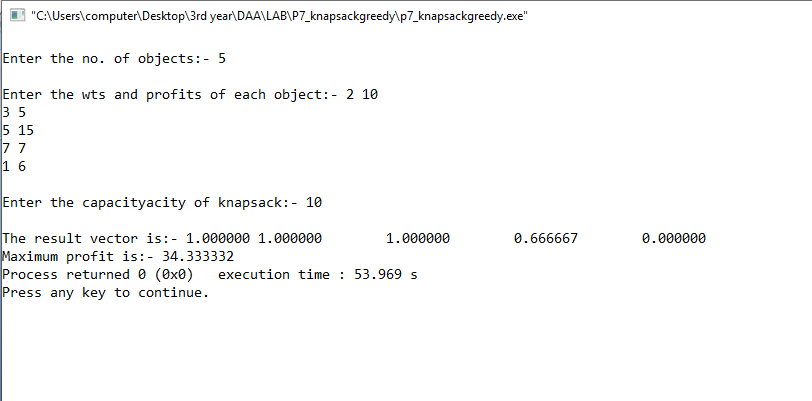 "C:\Users\computer\Desktop\3rd year\DAA\LAB\P7_knapsackgreedy\p7_knapsackgreedy.exe"
Enter the no. of objects:- 5
Enter the wts and profits of each object:- 2 10
3 5
5 15
7 7
1 6
Enter the capacityacity of knapsack:- 10
The result vector is:- 1.000000 1.000000 1.000000 0.666667 0.000000
Maximum profit is:- 34.333332
Process returned 0 (0x0) execution time : 53.969 s
Press any key to continue.